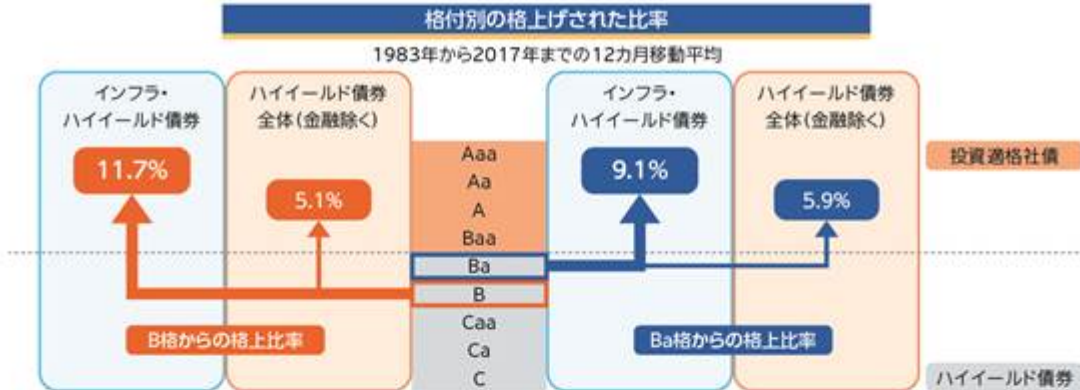 格付別の格上げされた比率
1983年から2017年までの12カ月移動平均
インフラ・
ハイイールド債券
ハイイールド債券
全体(金融除く)
インフラ・
ハイイールド債券
ハイイールド債券
全体(金融除く)
11.7%
5.1%
Aaa
Aa
A
Baa
Ba
B
Caa
Ca
C
9.1%
5.9%
投資適格社債
B格からの格上比率
Ba格からの格上比率
ハイイールド債券